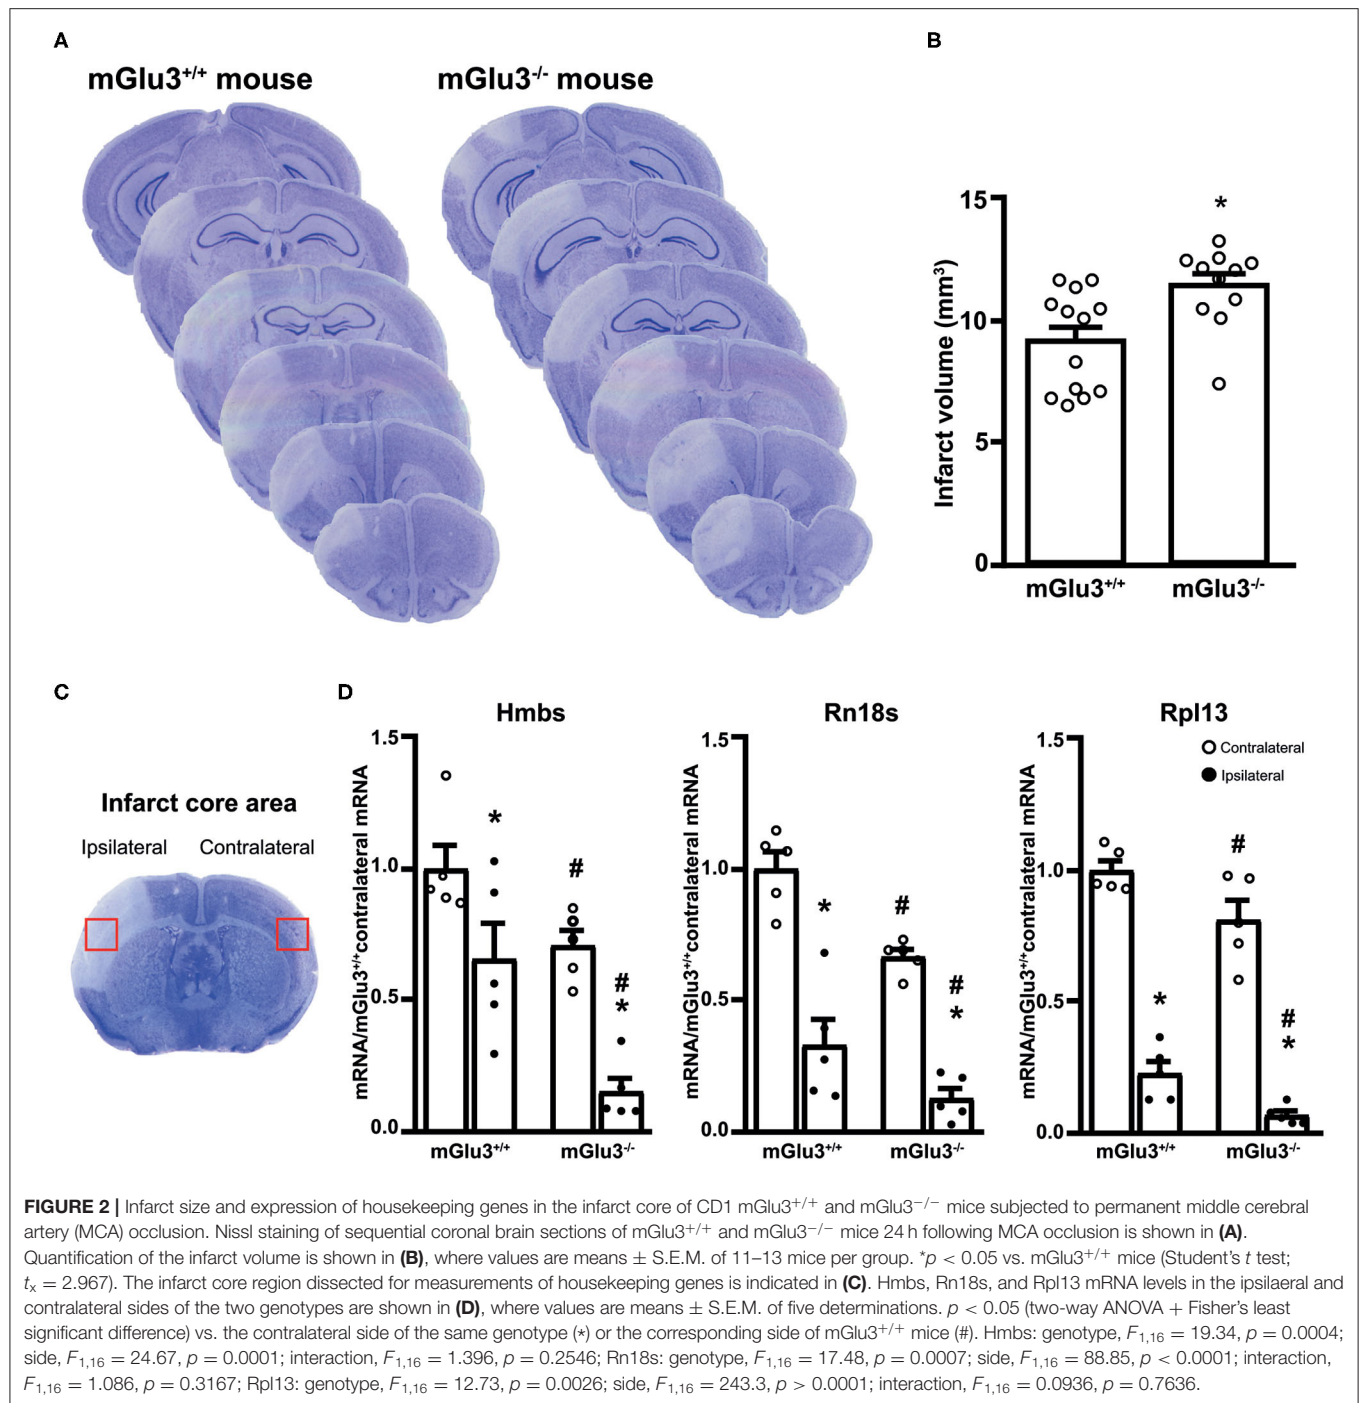 A
mGlu3+/+ mouse
mGlu3-/- mouse
B
15
10
5
0
Infarct volume (mm³)
*
mGlu3+/+
mGlu3-/-
C
Infarct core area
Ipsilateral
Contralateral
D
Hmbs
1.5
1.0
0.5
0.0
mRNA/mGlu3+/+contralateral mRNA
*
#
#
*
mGlu3+/+
mGlu3-/-
Rn18s
1.5
1.0
0.5
0.0
mRNA/mGlu3+/+contralateral mRNA
*
#
#
*
mGlu3+/+
mGlu3-/-
Rpl13
1.5
1.0
0.5
0.0
mRNA/mGlu3+/+contralateral mRNA
Contralateral
Ipsilateral
*
#
#
*
mGlu3+/+
mGlu3-/-
FIGURE 2 | Infarct size and expression of housekeeping genes in the infarct core of CD1 mGlu3+/+ and mGlu3−/− mice subjected to permanent middle cerebral
artery (MCA) occlusion. Nissl staining of sequential coronal brain sections of mGlu3+/+ and mGlu3−/− mice 24 h following MCA occlusion is shown in (A).
Quantification of the infarct volume is shown in (B), where values are means ± S.E.M. of 11–13 mice per group. *p < 0.05 vs. mGlu3+/+ mice (Student's t test;
tx = 2.967). The infarct core region dissected for measurements of housekeeping genes is indicated in (C). Hmbs, Rn18s, and Rpl13 mRNA levels in the ipsilaeral and
contralateral sides of the two genotypes are shown in (D), where values are means ± S.E.M. of five determinations. p < 0.05 (two-way ANOVA + Fisher's least
significant difference) vs. the contralateral side of the same genotype (*) or the corresponding side of mGlu3+/+ mice (#). Hmbs: genotype, F1,16 = 19.34, p = 0.0004;
side, F1,16 = 24.67, p = 0.0001; interaction, F1,16 = 1.396, p = 0.2546; Rn18s: genotype, F1,16 = 17.48, p = 0.0007; side, F1,16 = 88.85, p < 0.0001; interaction,
F1,16 = 1.086, p = 0.3167; Rpl13: genotype, F1,16 = 12.73, p = 0.0026; side, F1,16 = 243.3, p > 0.0001; interaction, F1,16 = 0.0936, p = 0.7636.